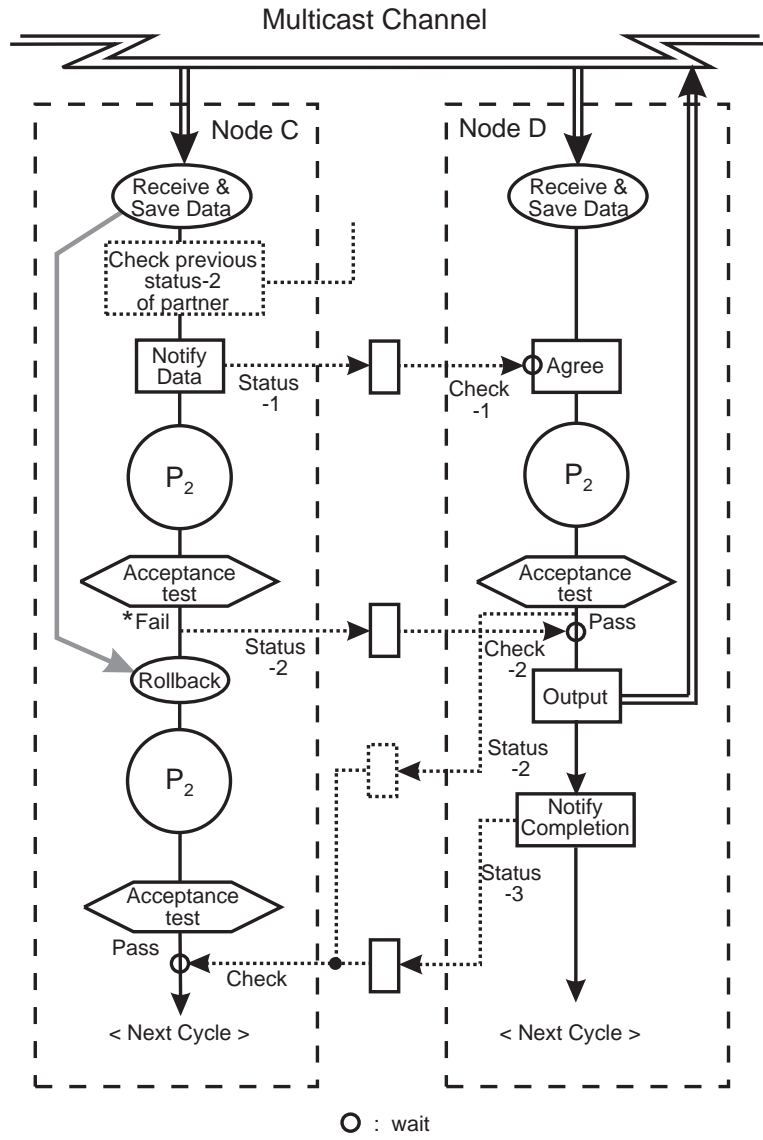 Multicast Channel
Node C
Node D
Receive &
Save Data
Receive &
Save Data
Check previous
status-2
of partner
Notify
Data
Status
-1
Check
-1
Agree
P2
P2
Acceptance
test
Acceptance
test
*Fail
Pass
Status
-2
Check
-2
Rollback
Output
P2
Status
-2
Notify
Completion
Status
-3
Acceptance
test
Pass
Check
< Next Cycle >
< Next Cycle >
: wait